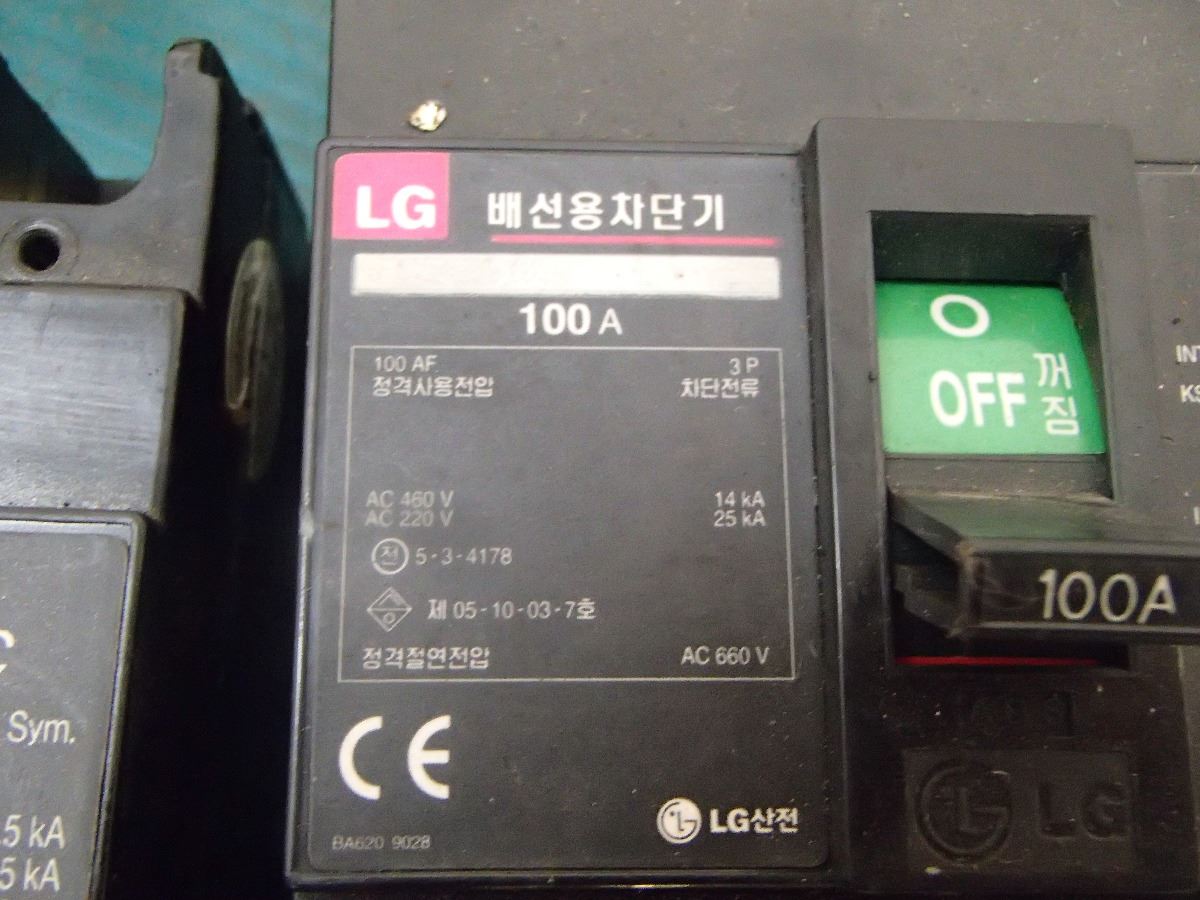 LG 배선용차단기
100 A
100 AF 3 P
정격사용전압 차단전류
AC 460 V 14 kA
AC 220 V 25 kA
전 5-3-4178
제 05-10-03-7호
정격절연전압 AC 660 V
CE
LG산전
BA620 9028
O
OFF 꺼짐
100A
LG
INT
KS
Sym.
.5 kA
5 kA